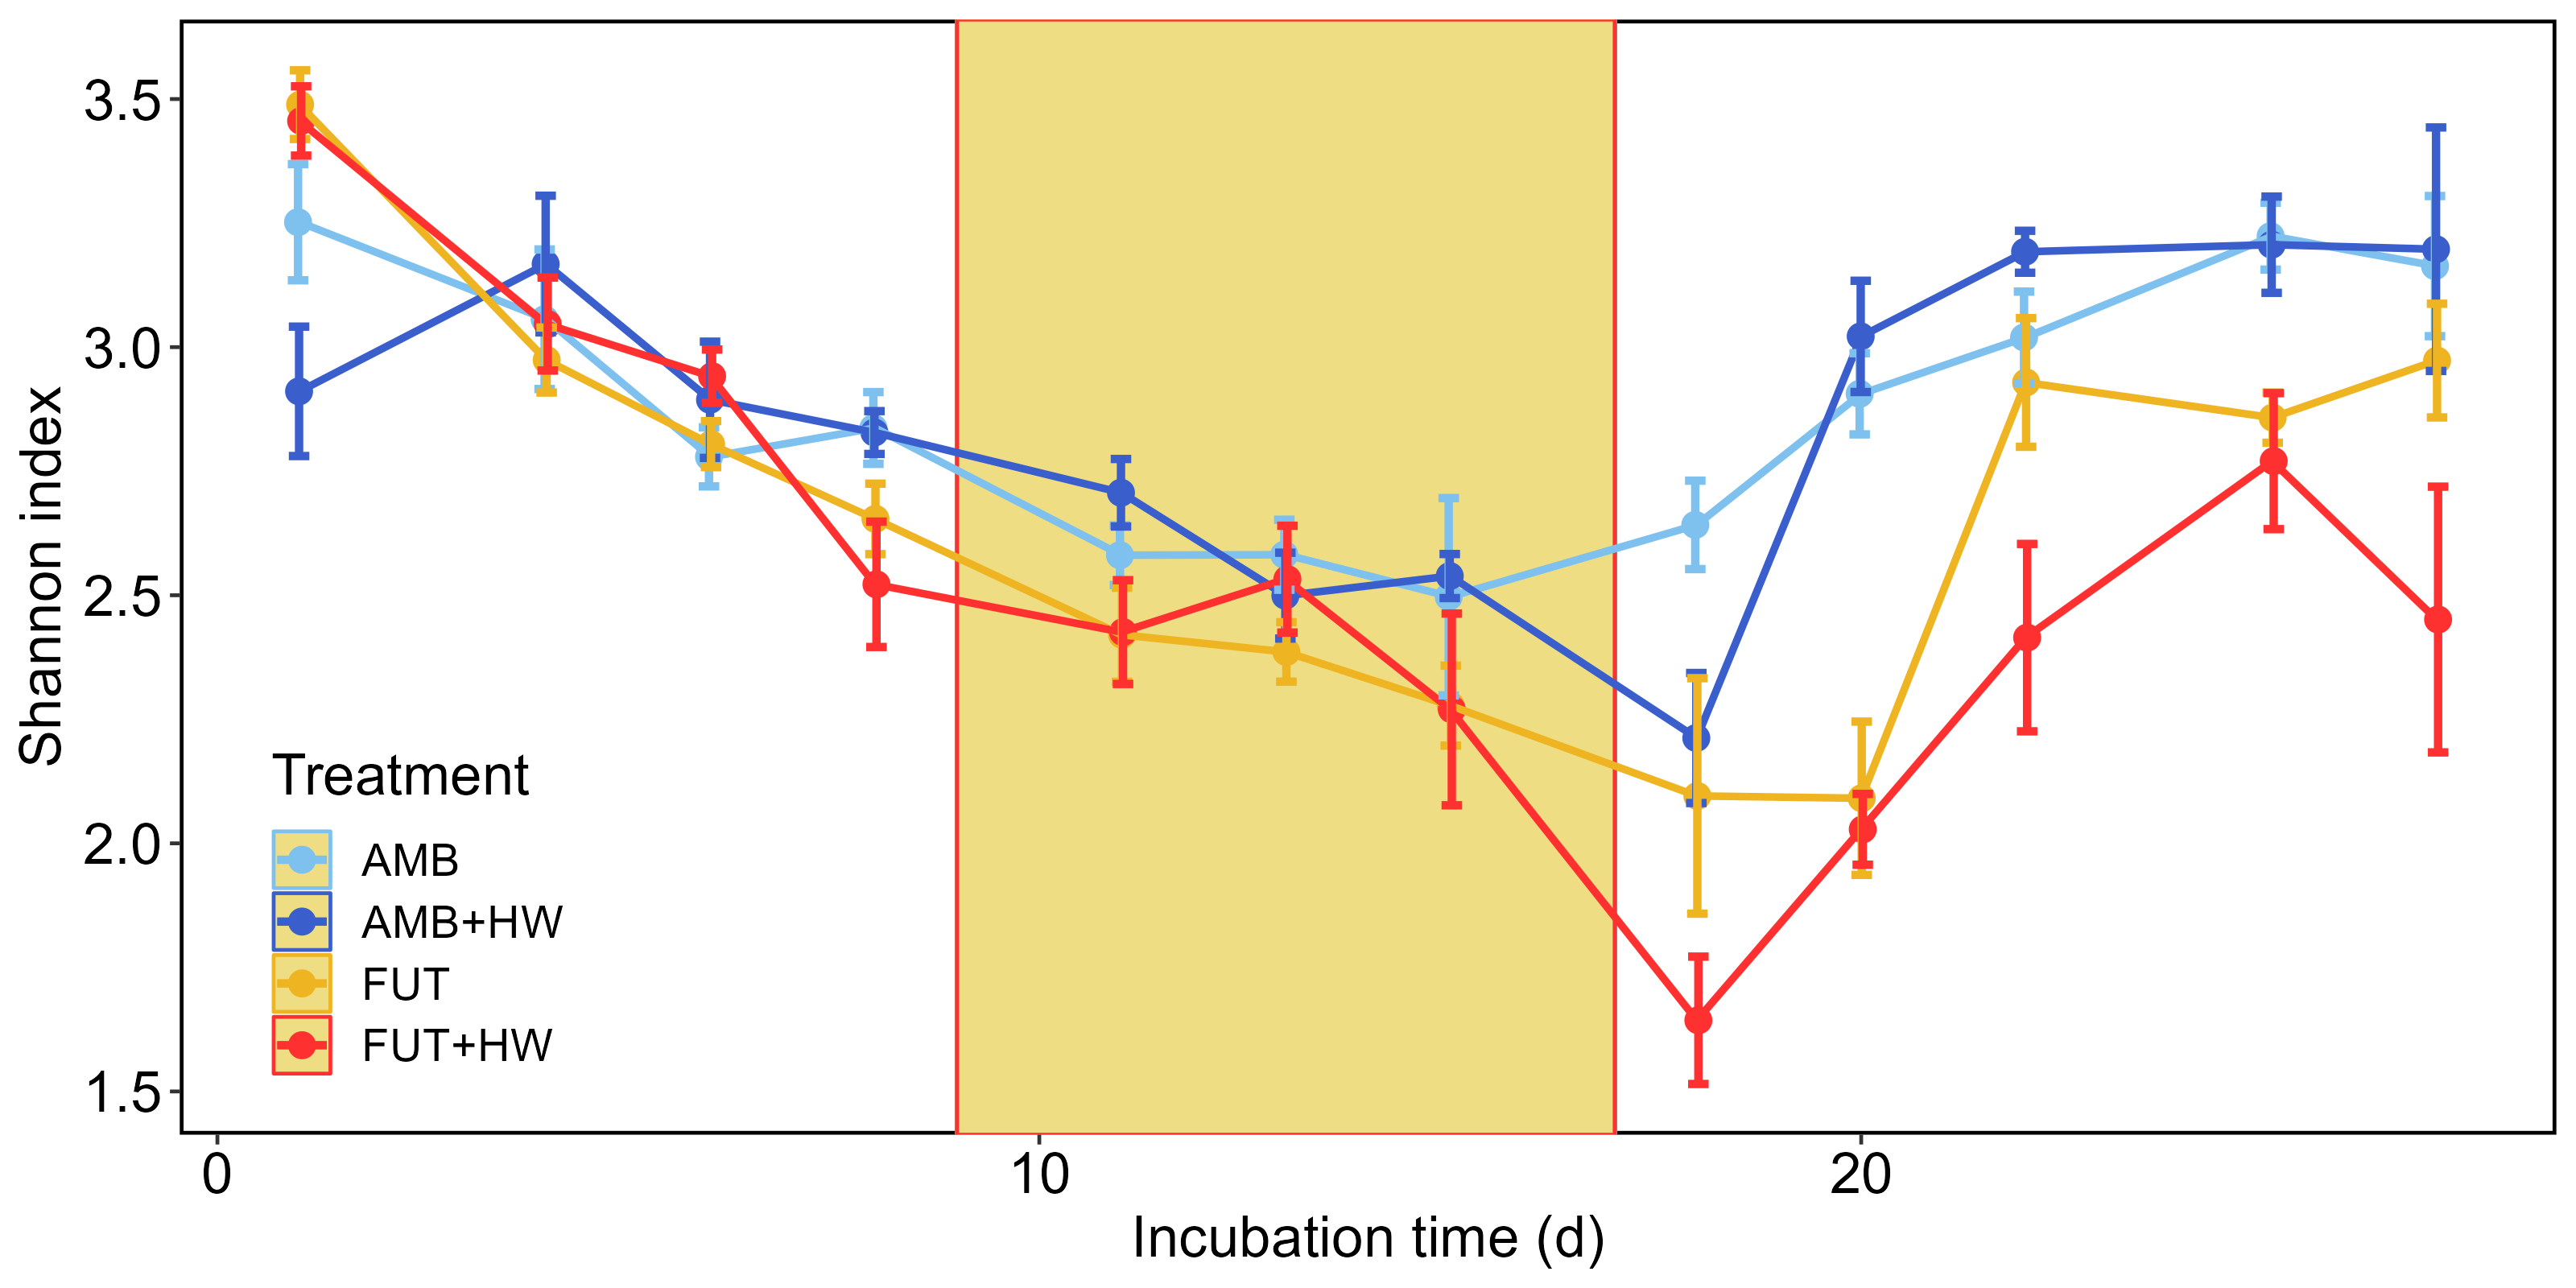 3.5
3.0
2.5
2.0
1.5
Shannon index
Treatment
AMB
AMB+HW
FUT
FUT+HW
0 10 20
Incubation time (d)